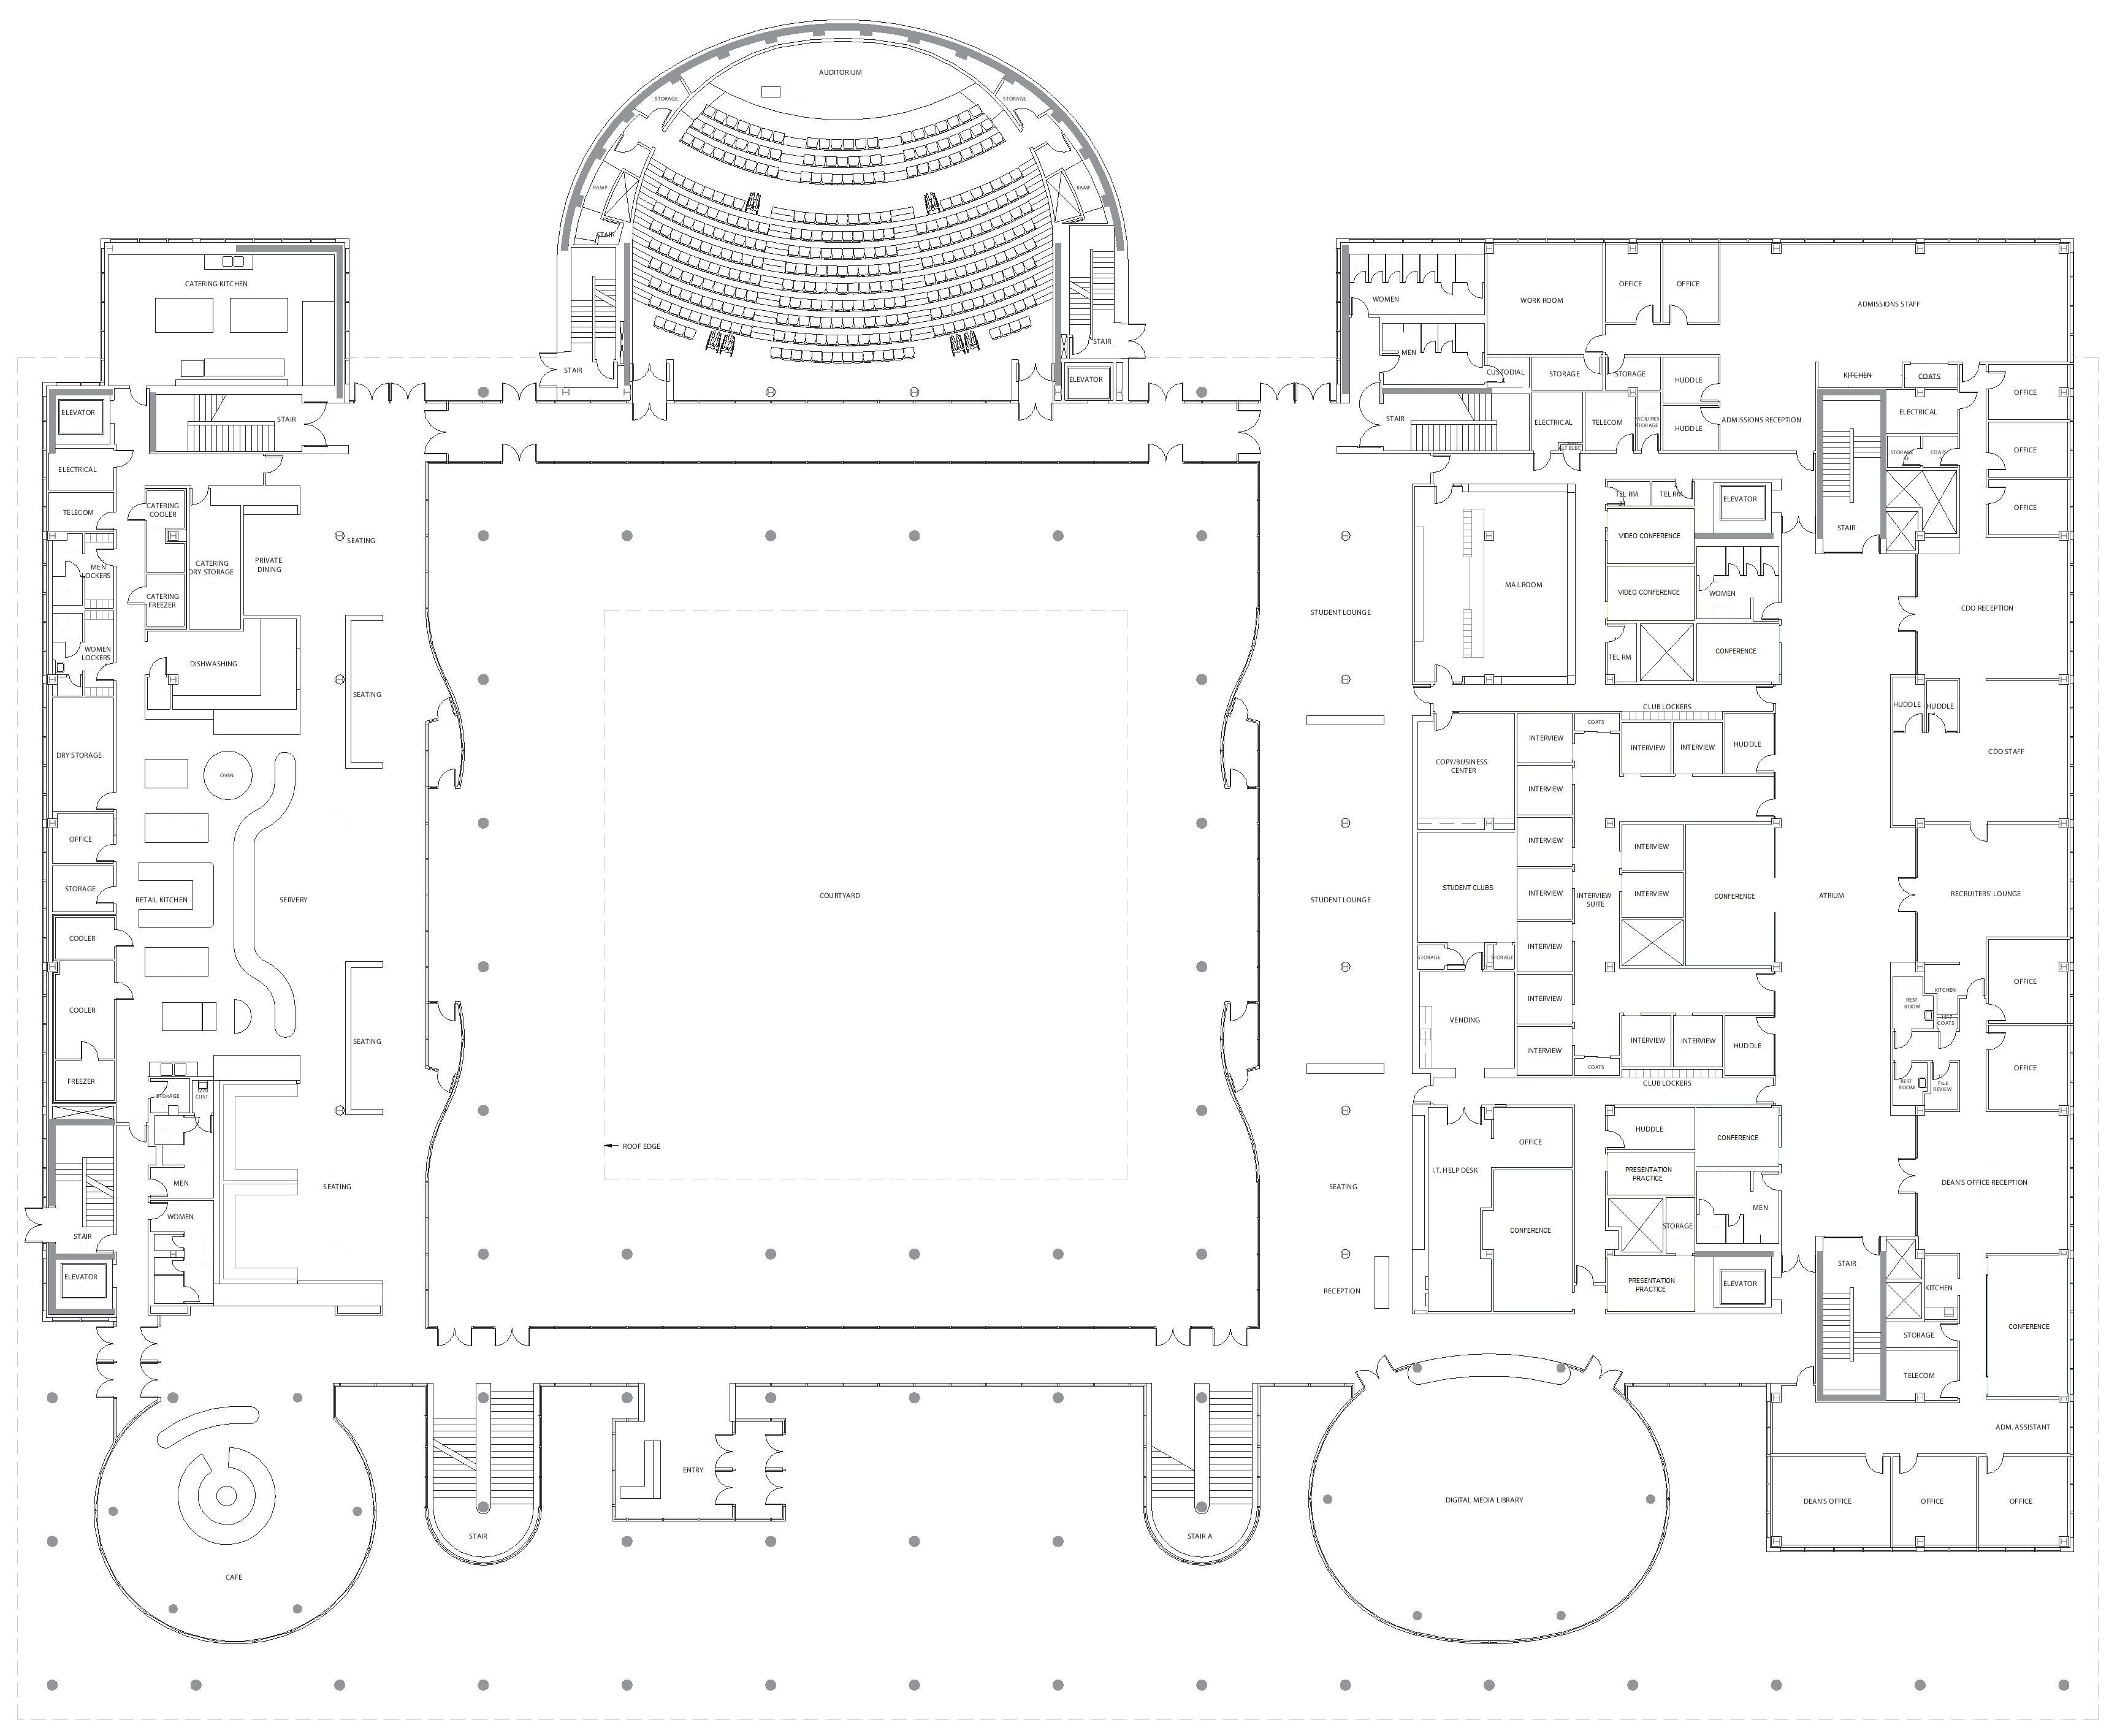 AUDITORIUM
STORAGE
STORAGE
RAMP
RAMP
STAIR
CATERING KITCHEN
STAIR
STAIR
ELEVATOR
WOMEN
WORK ROOM
OFFICE
OFFICE
ADMISSIONS STAFF
MEN
CUSTODIAL
STORAGE
STORAGE
HUDDLE
KITCHEN
COATS
OFFICE
ELEVATOR
STAIR
STAIR
ELECTRICAL
TELECOM
FACILITIES
STORAGE
HUDDLE
ADMISSIONS RECEPTION
ELECTRICAL
STORAGE
COATS
OFFICE
ELECTRICAL
TELECOM
CATERING
COOLER
CATERING
DRY STORAGE
PRIVATE
DINING
SEATING
MEN
LOCKERS
CATERING
FREEZER
WOMEN
LOCKERS
DISHWASHING
SEATING
TEL RM
TEL RM
ELEVATOR
STAIR
OFFICE
VIDEO CONFERENCE
MAILROOM
VIDEO CONFERENCE
WOMEN
CDO RECEPTION
STUDENT LOUNGE
TEL RM
CONFERENCE
CLUB LOCKERS
HUDDLE
HUDDLE
DRY STORAGE
OVEN
COPY/BUSINESS
CENTER
INTERVIEW
COATS
INTERVIEW
INTERVIEW
HUDDLE
CDO STAFF
INTERVIEW
OFFICE
STORAGE
RETAIL KITCHEN
SERVERY
COURTYARD
STUDENT LOUNGE
INTERVIEW
INTERVIEW
STUDENT CLUBS
INTERVIEW
INTERVIEW
SUITE
INTERVIEW
CONFERENCE
ATRIUM
RECRUITERS' LOUNGE
COOLER
STORAGE
STORAGE
INTERVIEW
COOLER
SEATING
VENDING
INTERVIEW
INTERVIEW
INTERVIEW
INTERVIEW
HUDDLE
COATS
CLUB LOCKERS
REST
ROOM
KITCHEN
COATS
OFFICE
REST
ROOM
FILE
REVIEW
OFFICE
FREEZER
STORAGE
CUST
ROOF EDGE
MEN
SEATING
WOMEN
STAIR
ELEVATOR
SEATING
I.T. HELP DESK
OFFICE
HUDDLE
CONFERENCE
PRESENTATION
PRACTICE
DEAN'S OFFICE RECEPTION
CONFERENCE
STORAGE
MEN
RECEPTION
PRESENTATION
PRACTICE
ELEVATOR
STAIR
KITCHEN
STORAGE
CONFERENCE
TELECOM
ADM. ASSISTANT
ENTRY
DIGITAL MEDIA LIBRARY
DEAN'S OFFICE
OFFICE
OFFICE
STAIR
STAIR A
CAFE